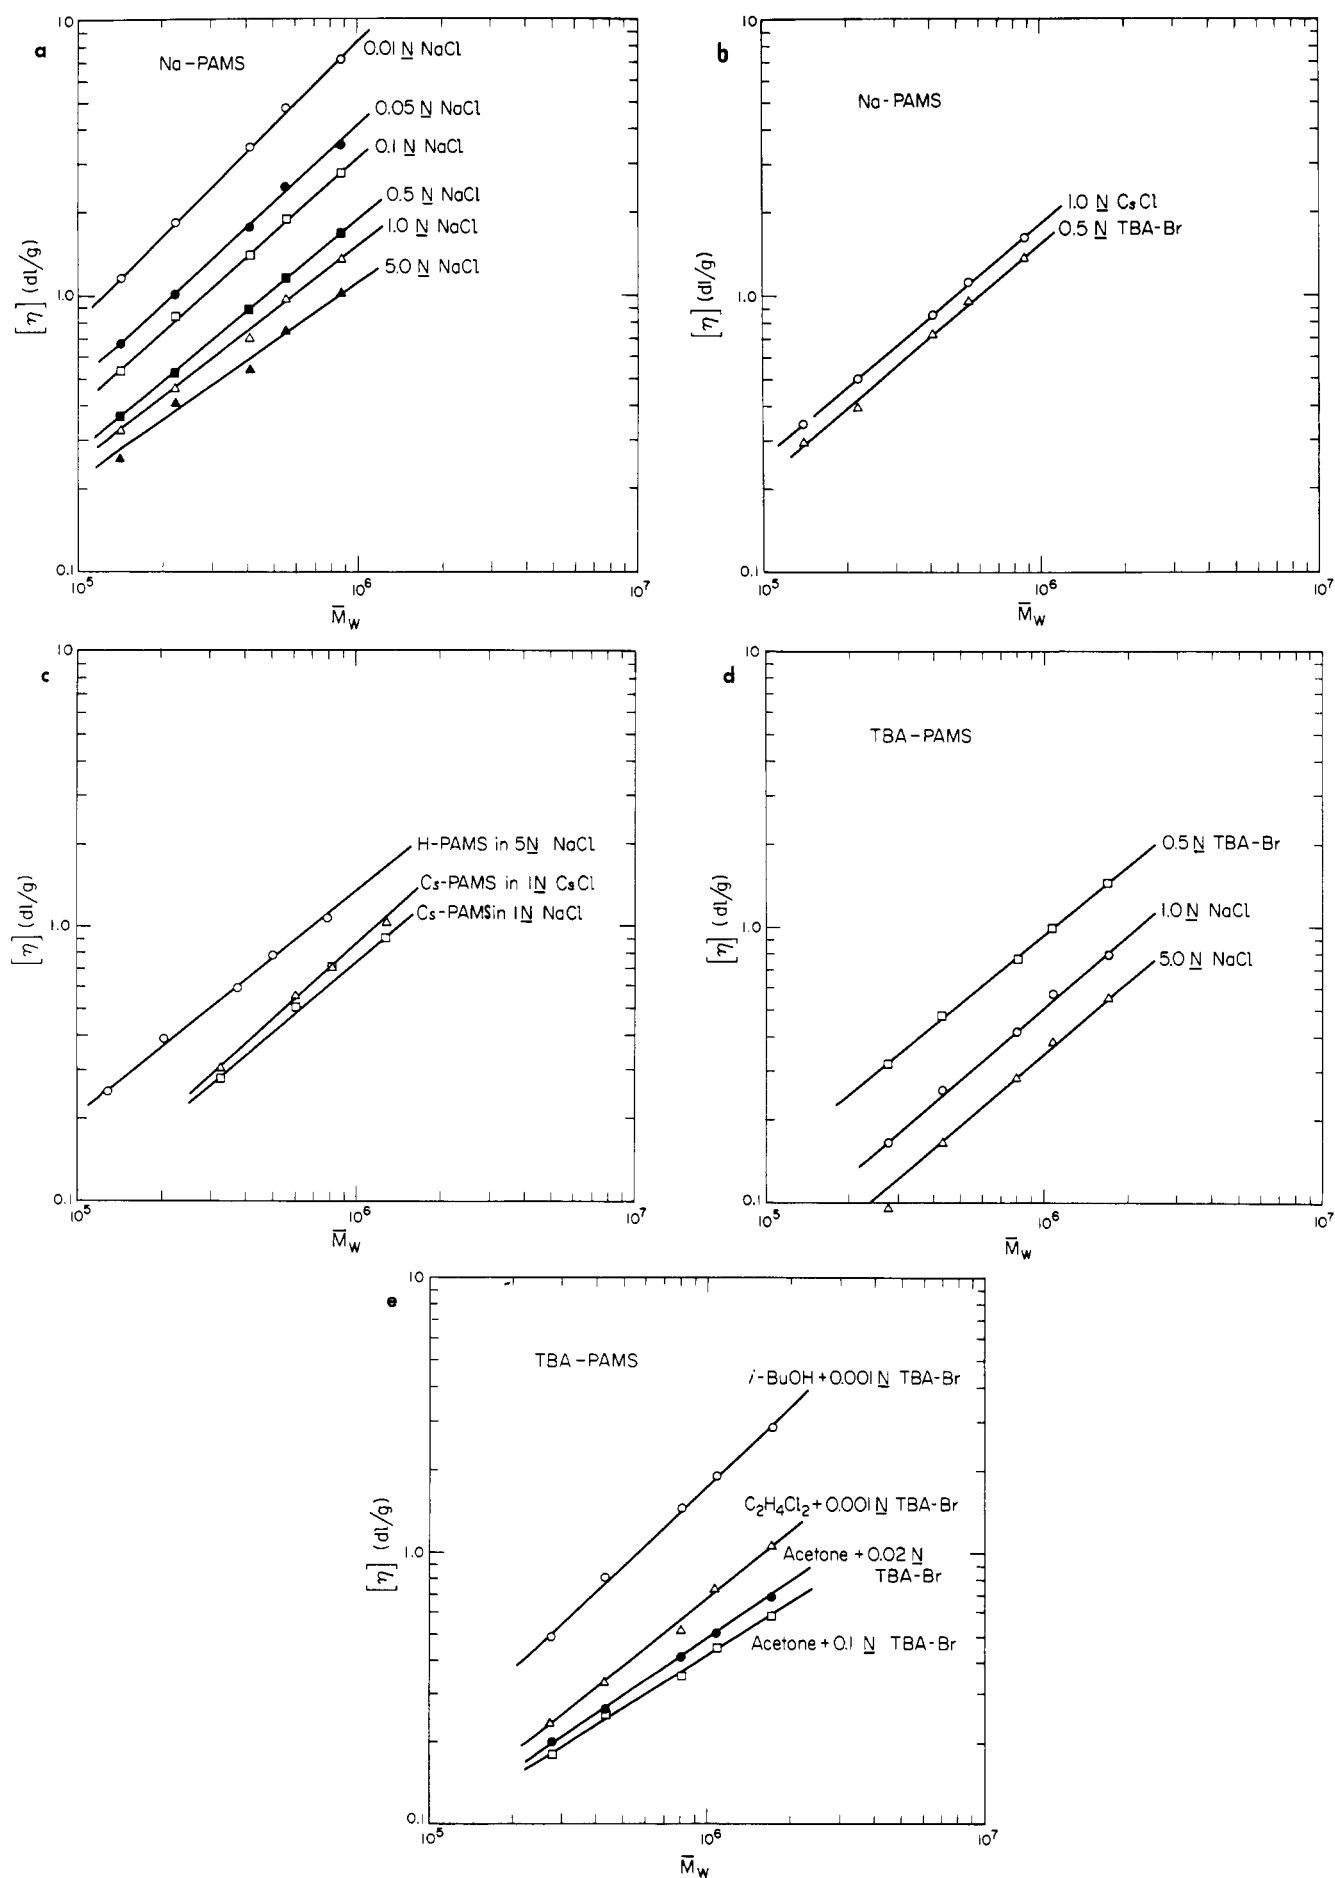 a
10
Na-PAMS
0.01 N NaCl
0.05 N NaCl
0.1 N NaCl
0.5 N NaCl
1.0 N NaCl
5.0 N NaCl
[η] (dl/g)
1.0
0.1
10⁵
10⁶
10⁷
M̅w
b
10
Na-PAMS
1.0 N CsCl
0.5 N TBA-Br
[η] (dl/g)
1.0
0.1
10⁵
10⁶
10⁷
M̅w
c
10
H-PAMS in 5N NaCl
Cs-PAMS in 1N CsCl
Cs-PAMS in 1N NaCl
[η] (dl/g)
1.0
0.1
10⁵
10⁶
10⁷
M̅w
d
10
TBA-PAMS
0.5 N TBA-Br
1.0 N NaCl
5.0 N NaCl
[η] (dl/g)
1.0
0.1
10⁵
10⁶
10⁷
M̅w
e
10
TBA-PAMS
i-BuOH+0.001 N TBA-Br
C₂H₄Cl₂+0.001 N TBA-Br
Acetone+0.02 N
TBA-Br
Acetone+0.1 N TBA-Br
[η] (dl/g)
1.0
0.1
10⁵
10⁶
10⁷
M̅w